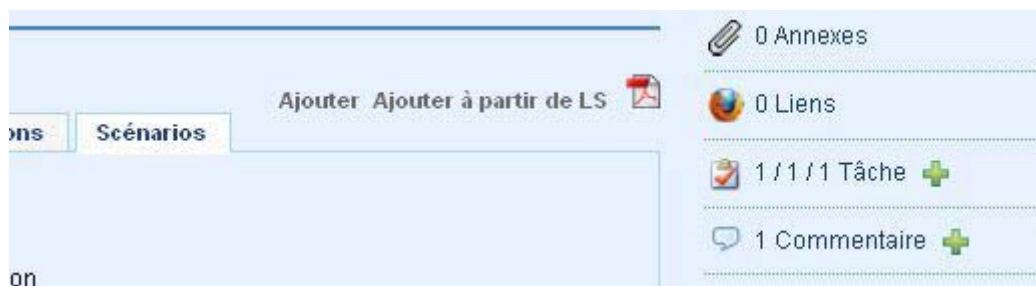 Ajouter Ajouter à partir de LS
ons Scénarios
on
0 Annexes
0 Liens
1 / 1 / 1 Tâche
1 Commentaire